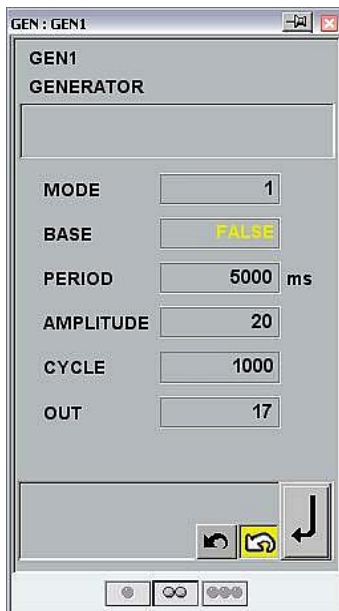 GEN : GEN1
GEN1
GENERATOR
MODE 1
BASE FALSE
PERIOD 5000 ms
AMPLITUDE 20
CYCLE 1000
OUT 17